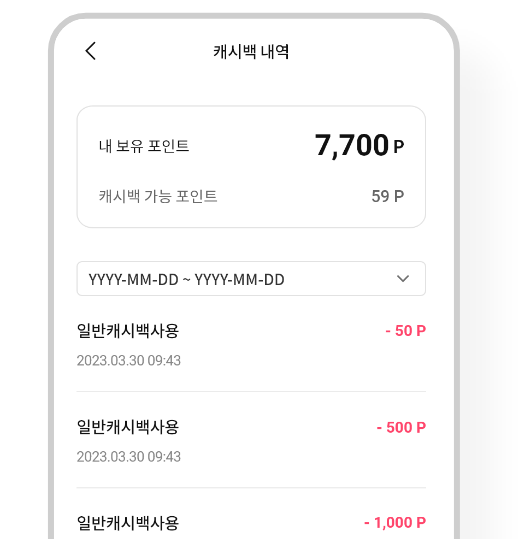 캐시백 내역
내 보유 포인트 7,700 P
캐시백 가능 포인트 59 P
YYYY-MM-DD ~ YYYY-MM-DD
일반캐시백사용 - 50 P
2023.03.30 09:43
일반캐시백사용 - 500 P
2023.03.30 09:43
일반캐시백사용 - 1,000 P